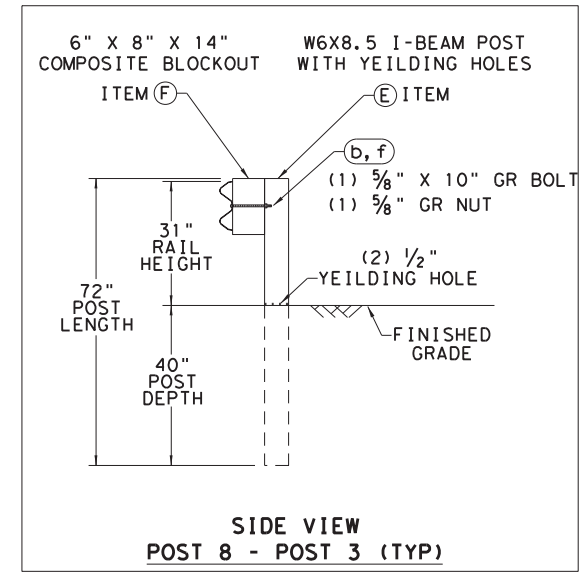 6" X 8" X 14"
COMPOSITE BLOCKOUT
ITEM F
W6X8.5 I-BEAM POST
WITH YEILDING HOLES
E ITEM
b, f
(1) ⅝" X 10" GR BOLT
(1) ⅝" GR NUT
31"
RAIL
HEIGHT
(2) ½"
YEILDING HOLE
72"
POST
LENGTH
FINISHED
GRADE
40"
POST
DEPTH
SIDE VIEW
POST 8 - POST 3 (TYP)